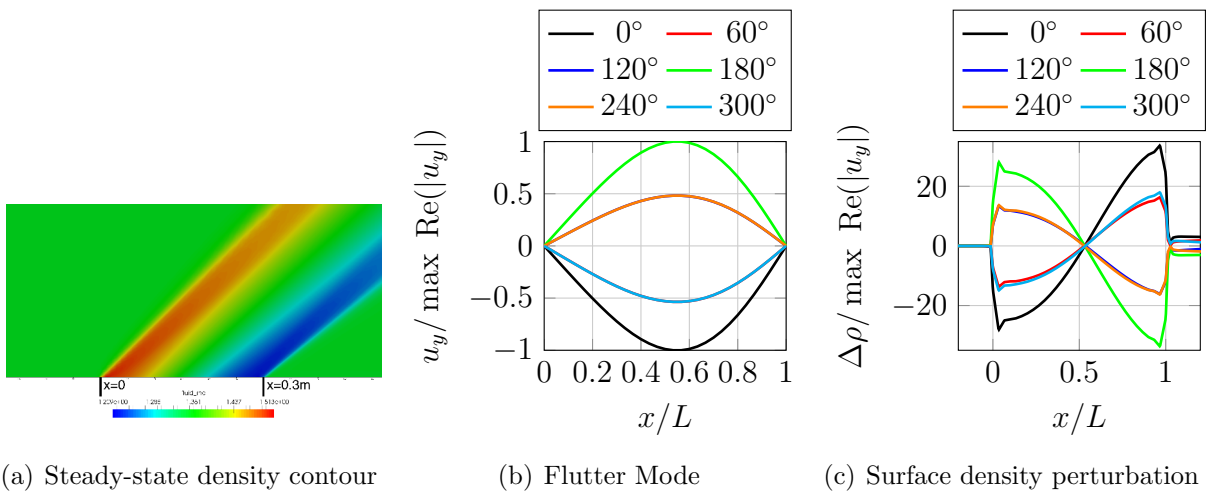 0° 60°
120° 180°
240° 300°
u_y/ max Re(|u_y|)
1
0.5
0
−0.5
−1
0 0.2 0.4 0.6 0.8 1
x/L
0° 60°
120° 180°
240° 300°
Δρ/ max Re(|u_y|)
20
0
−20
0 0.5 1
x/L
x=0 x=0.3m
(a) Steady-state density contour
(b) Flutter Mode
(c) Surface density perturbation